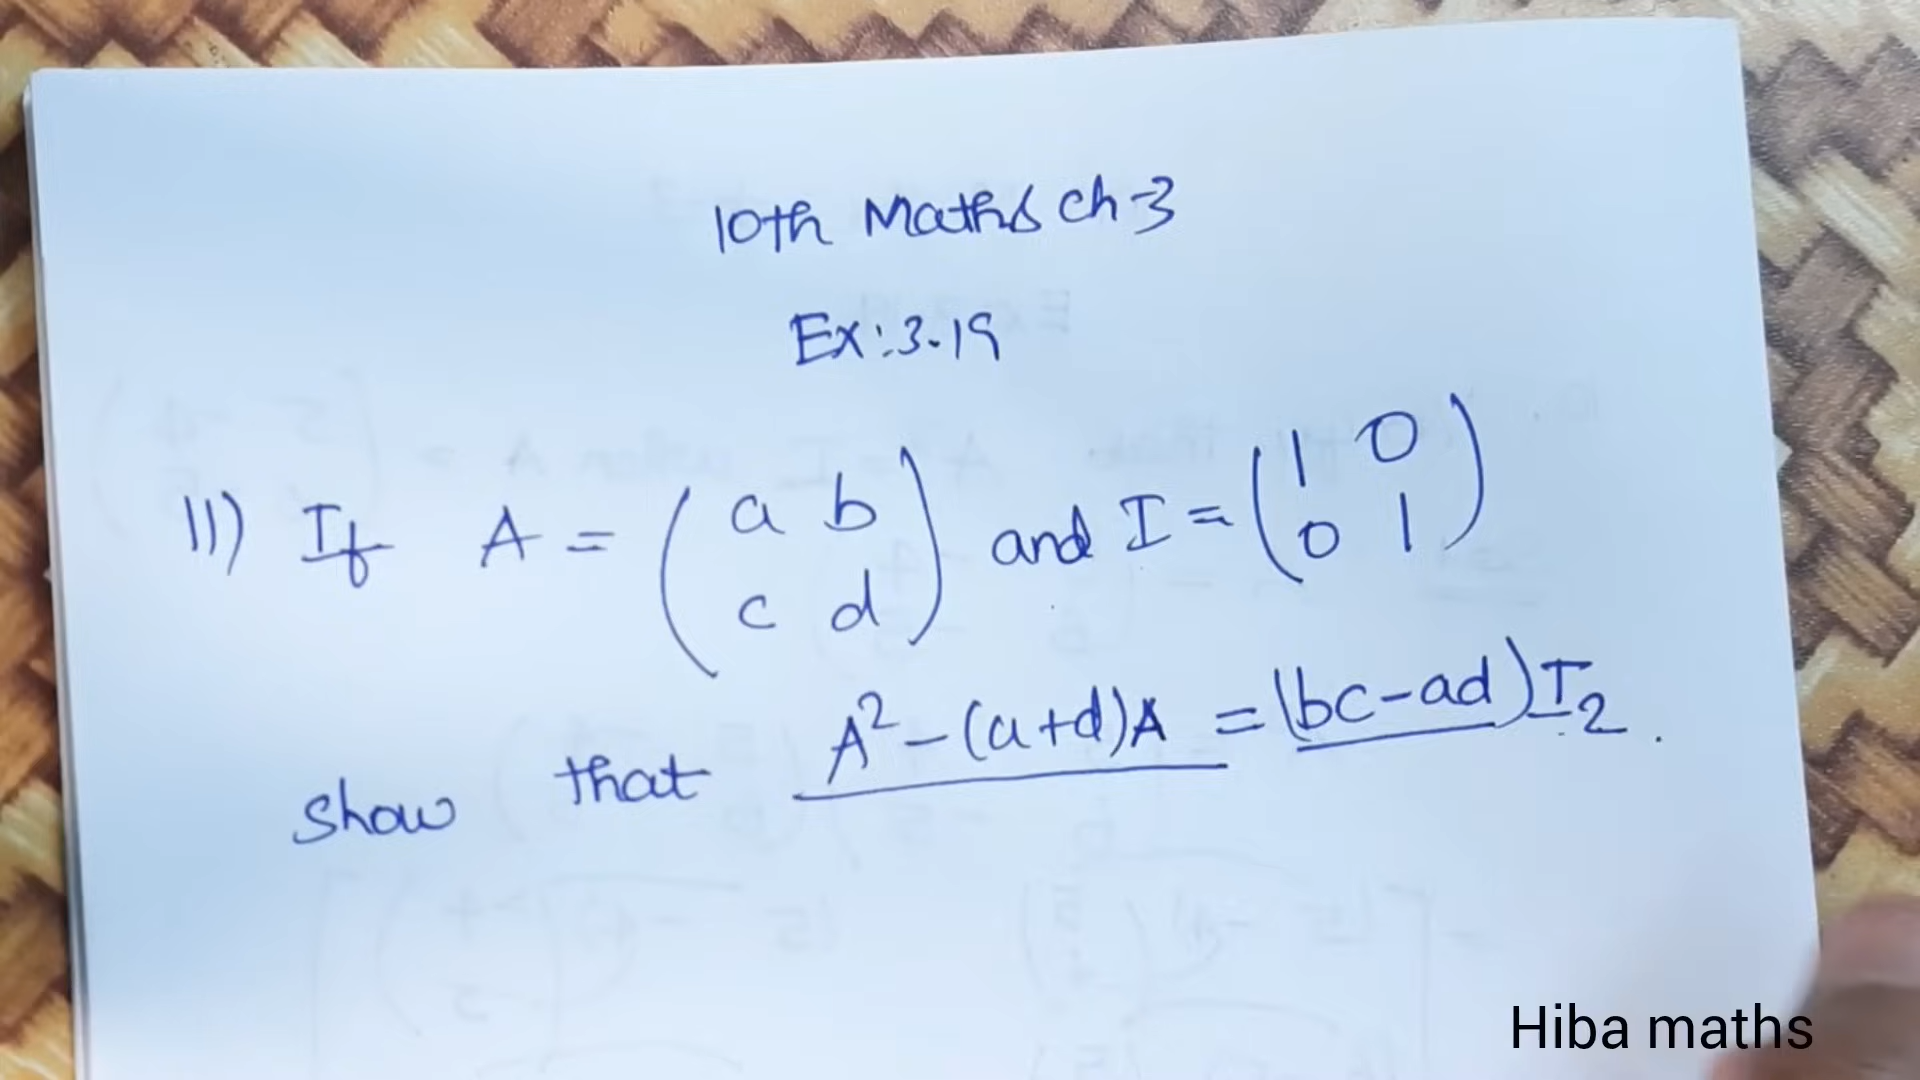 10th Maths ch-3
Ex:3.19
11) If A = (a b
c d) and I = (1 0
0 1)
show that A² - (a+d)A = (bc-ad)I₂.
Hiba maths